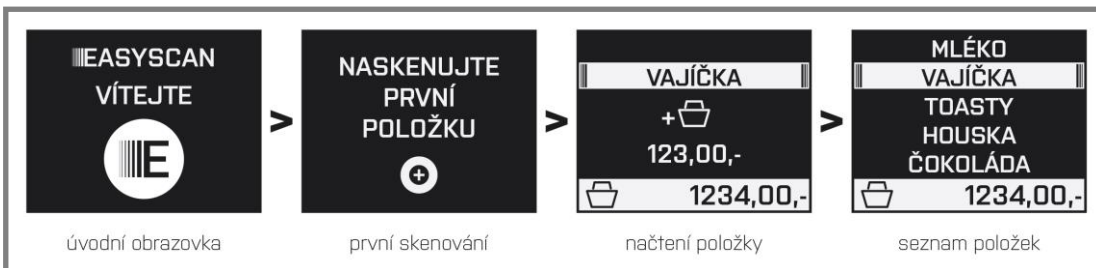 EASYSCAN
VÍTEJTE
E
úvodní obrazovka
>
NASKENUJTE
PRVNÍ
POLOŽKU
první skenování
>
VAJÍČKA
+
123,00,-
1234,00,-
načtení položky
>
MLÉKO
VAJÍČKA
TOASTY
HOUSKA
ČOKOLÁDA
1234,00,-
seznam položek